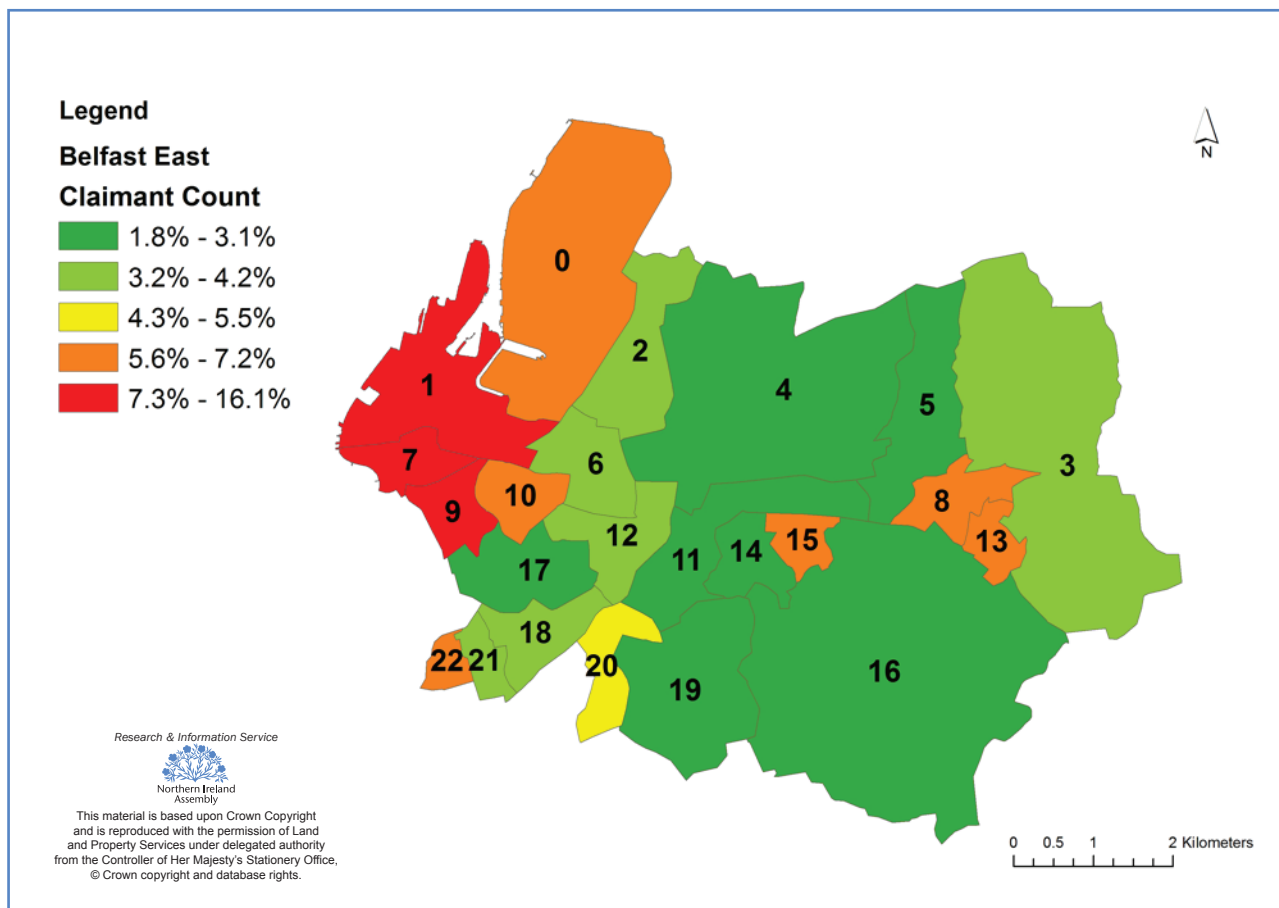 Legend
Belfast East
Claimant Count
1.8% - 3.1%
3.2% - 4.2%
4.3% - 5.5%
5.6% - 7.2%
7.3% - 16.1%
N
0
1
2
4
5
3
7
6
10
8
9
12
13
15
14
11
17
18
22
21
20
19
16
Research & Information Service
Northern Ireland
Assembly
This material is based upon Crown Copyright
and is reproduced with the permission of Land
and Property Services under delegated authority
from the Controller of Her Majesty's Stationery Office,
© Crown copyright and database rights.
0 0.5 1 2 Kilometers